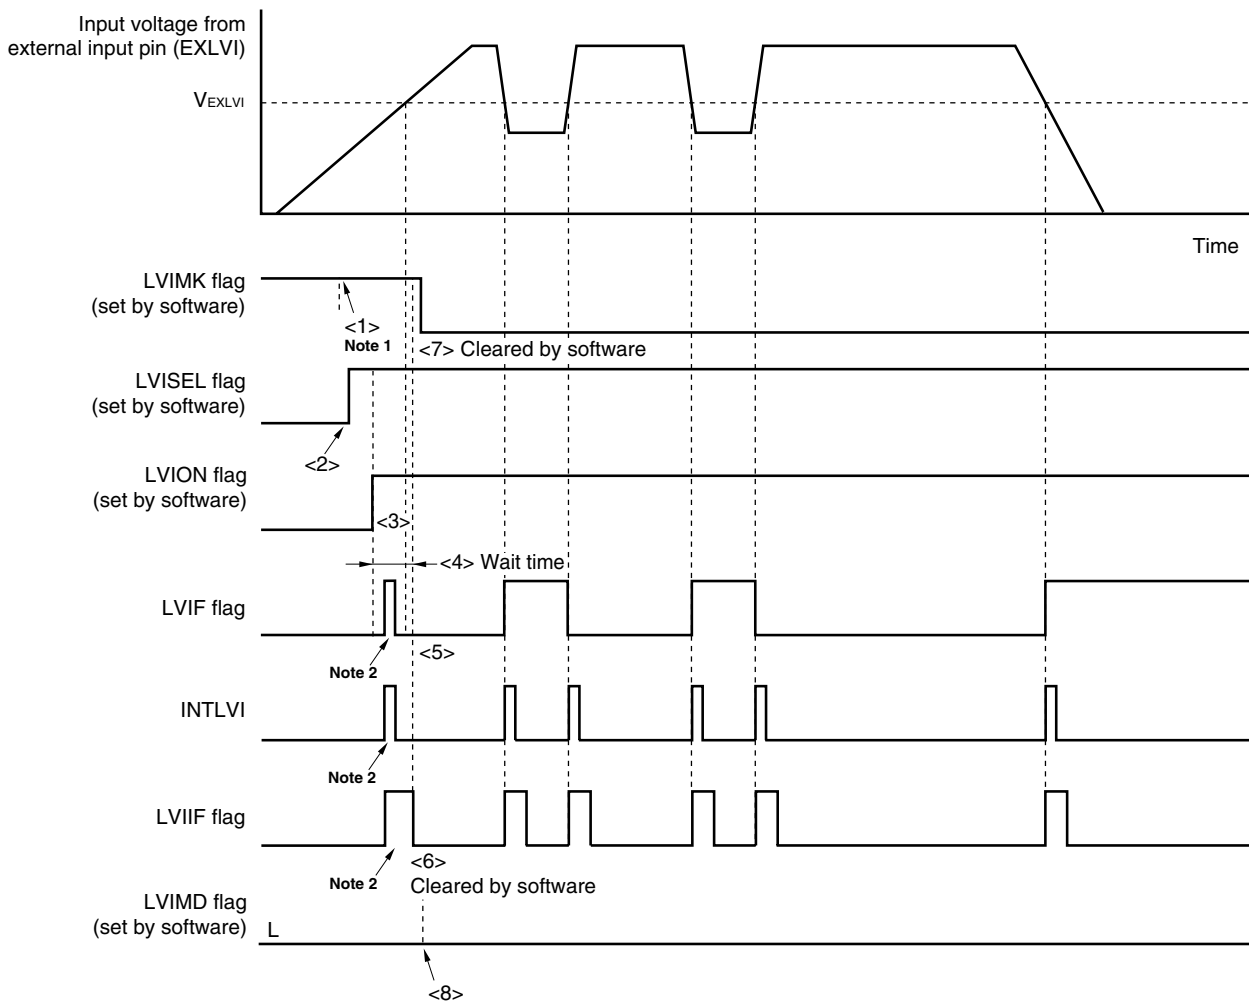 Input voltage from
external input pin (EXLVI)
VEXLVI
Time
LVIMK flag
(set by software)
<1>
Note 1
<7> Cleared by software
LVISEL flag
(set by software)
<2>
LVION flag
(set by software)
<3>
<4> Wait time
LVIF flag
Note 2
<5>
INTLVI
Note 2
LVIIF flag
Note 2
<6>
Cleared by software
LVIMD flag
(set by software)
L
<8>